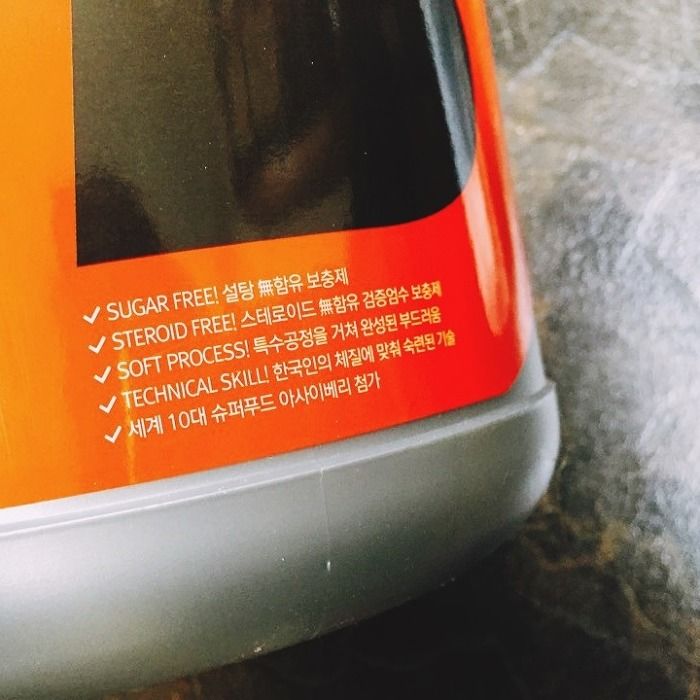 ✓ SUGAR FREE! 설탕 無함유 보충제
✓ STEROID FREE! 스테로이드 無함유 검증엄수 보충제
✓ SOFT PROCESS! 특수공정을 거쳐 완성된 부드러움
✓ TECHNICAL SKILL! 한국인의 체질에 맞춰 숙련된 기술
✓ 세계 10대 슈퍼푸드 아사이베리 첨가